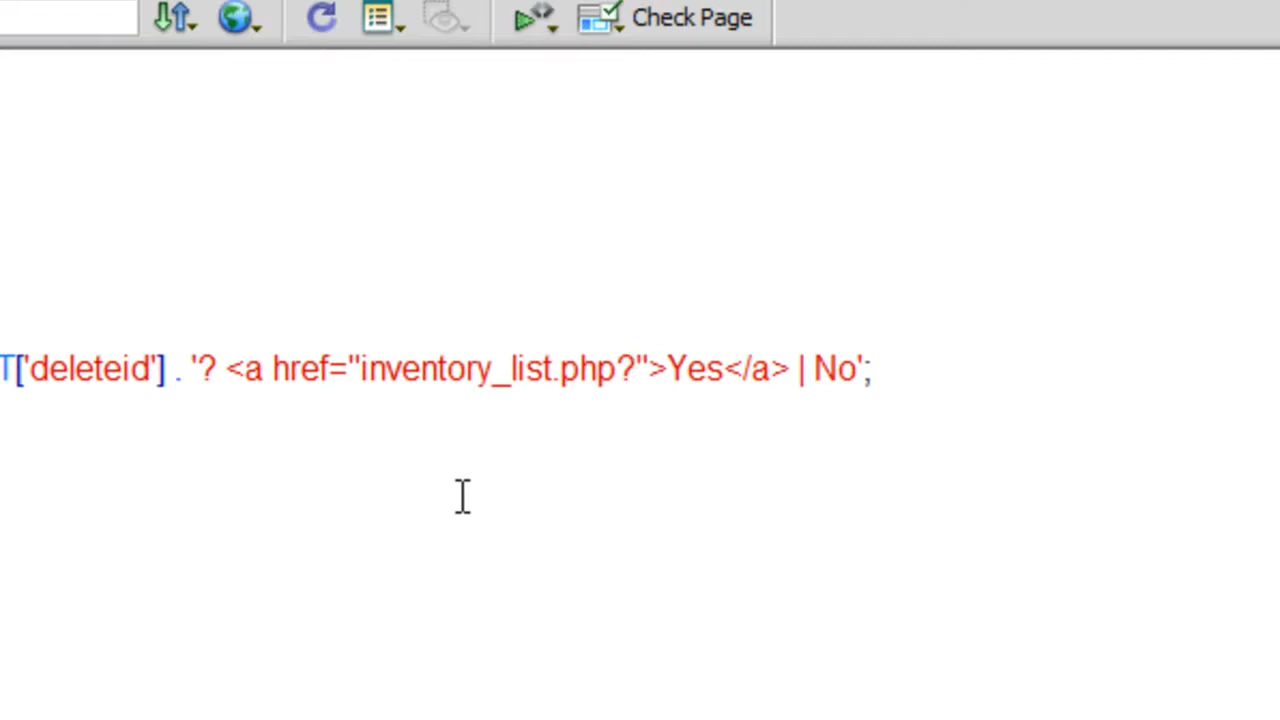 Check Page
T['deleteid'] . '? <a href="inventory_list.php?">Yes</a> | No';